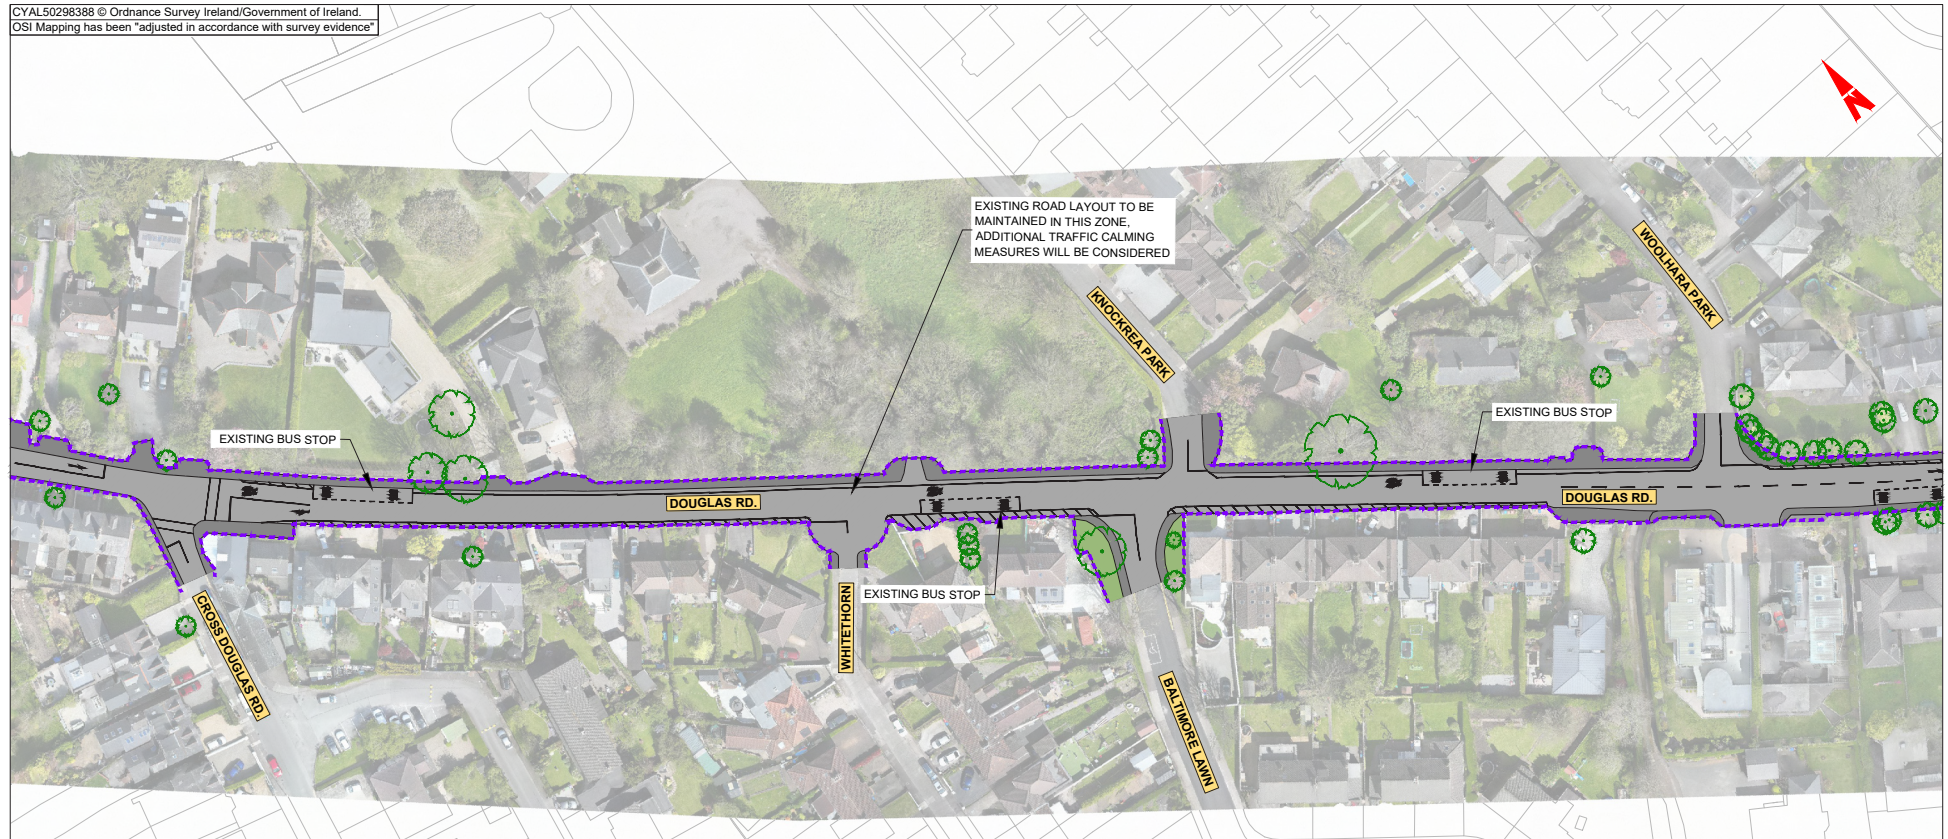 CYAL50298388 © Ordnance Survey Ireland/Government of Ireland.
OSI Mapping has been "adjusted in accordance with survey evidence"
N
EXISTING ROAD LAYOUT TO BE
MAINTAINED IN THIS ZONE,
ADDITIONAL TRAFFIC CALMING
MEASURES WILL BE CONSIDERED
WOOLHARA PARK
KNOCKREA PARK
EXISTING BUS STOP
EXISTING BUS STOP
DOUGLAS RD.
DOUGLAS RD.
EXISTING BUS STOP
CROSS DOUGLAS RD.
WHITETHORN
BALTIMORE LAWN